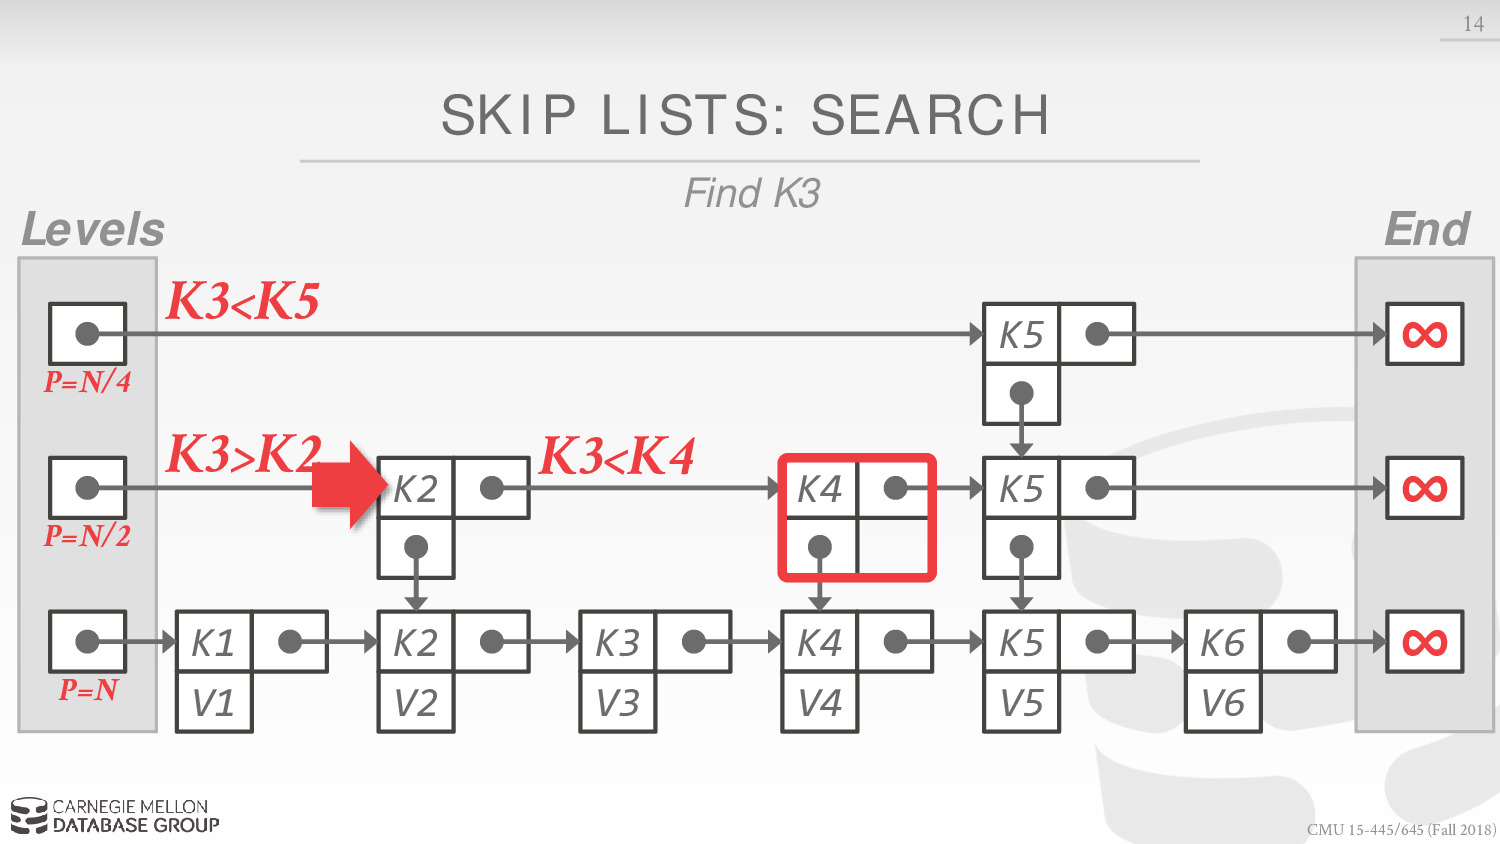 14
SKIP LISTS: SEARCH
Find K3
Levels
End
K3<K5
K5
∞
P=N/4
K3>K2
K2
K3<K4
K4
K5
∞
P=N/2
K1
K2
K3
K4
K5
K6
∞
P=N
V1
V2
V3
V4
V5
V6
CARNEGIE MELLON
DATABASE GROUP
CMU 15-445/645 (Fall 2018)